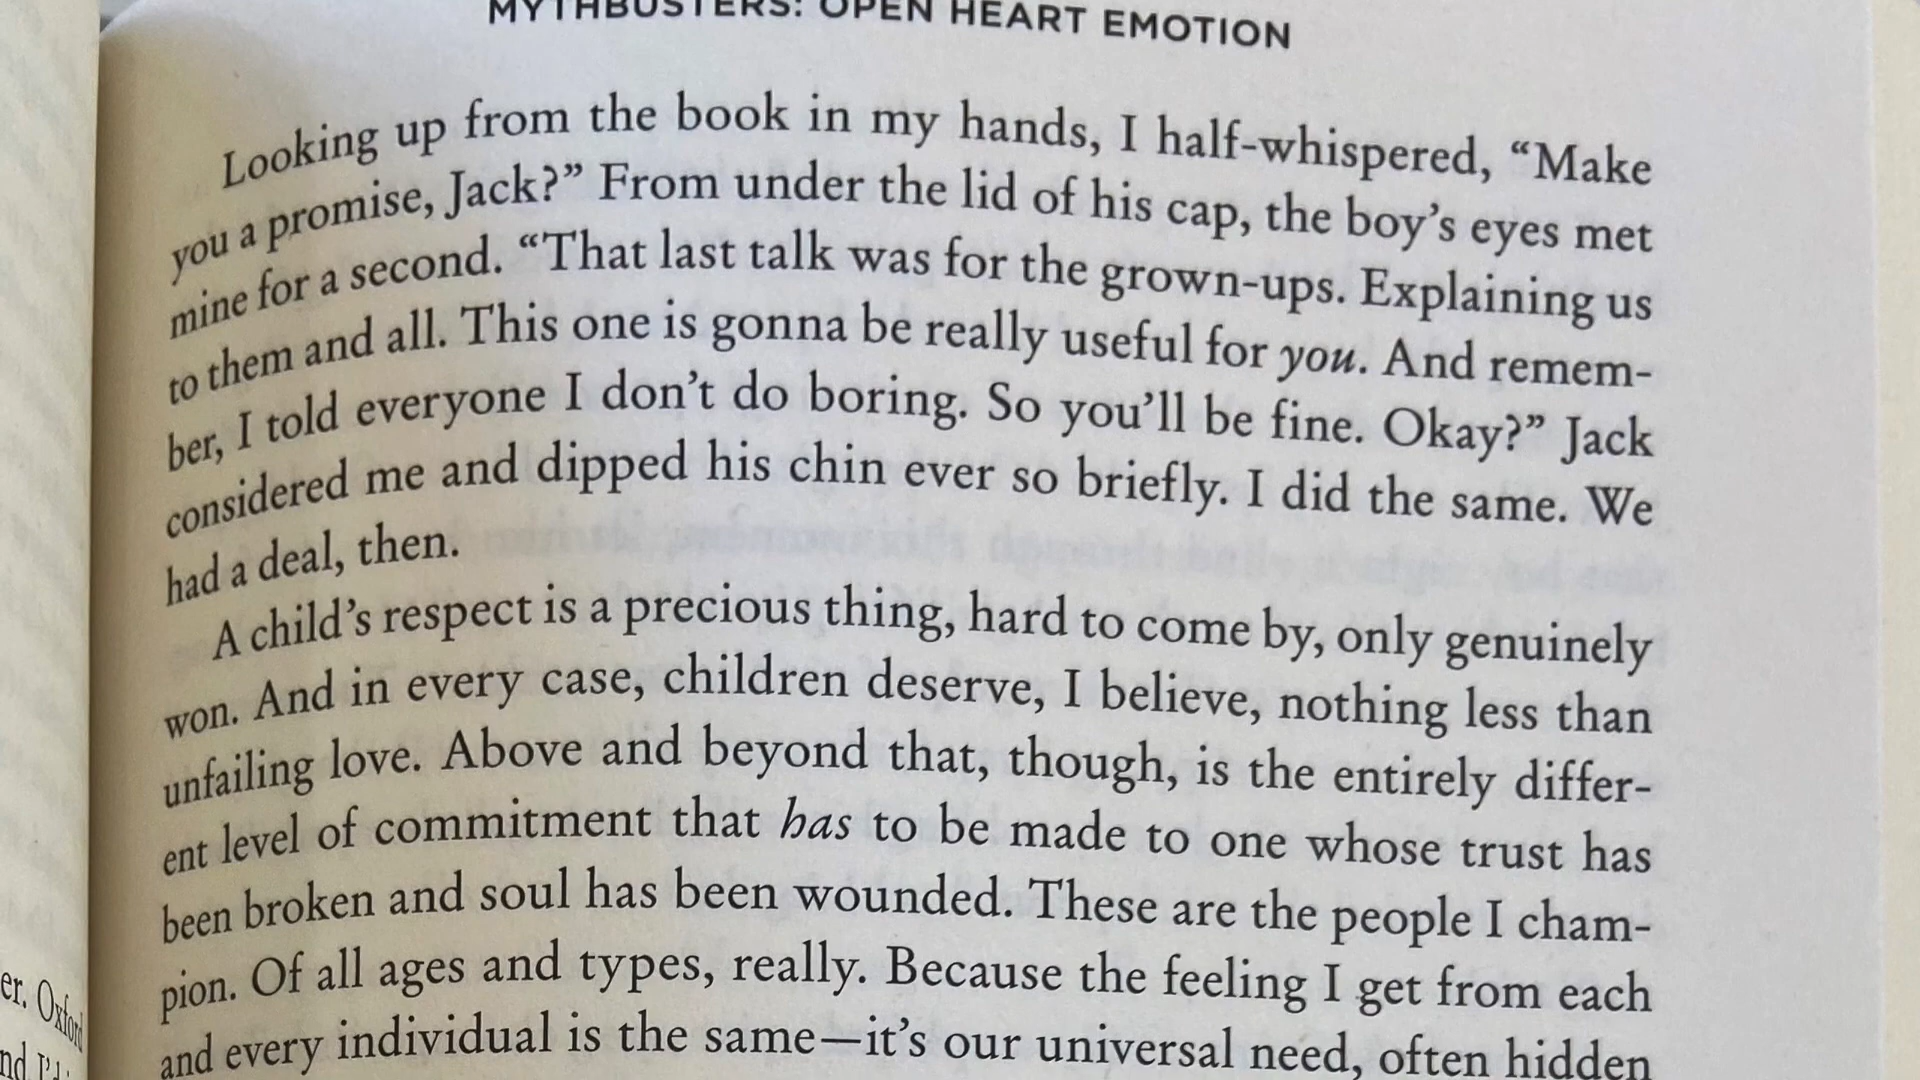 MYTHBUSTERS: OPEN HEART EMOTION
Looking up from the book in my hands, I half-whispered, “Make
you a promise, Jack?” From under the lid of his cap, the boy’s eyes met
mine for a second. “That last talk was for the grown-ups. Explaining us
to them and all. This one is gonna be really useful for you. And remem-
ber, I told everyone I don’t do boring. So you’ll be fine. Okay?” Jack
considered me and dipped his chin ever so briefly. I did the same. We
had a deal, then.
A child’s respect is a precious thing, hard to come by, only genuinely
won. And in every case, children deserve, I believe, nothing less than
unfailing love. Above and beyond that, though, is the entirely differ-
ent level of commitment that has to be made to one whose trust has
been broken and soul has been wounded. These are the people I cham-
pion. Of all ages and types, really. Because the feeling I get from each
and every individual is the same—it’s our universal need, often hidden
er. Oxford